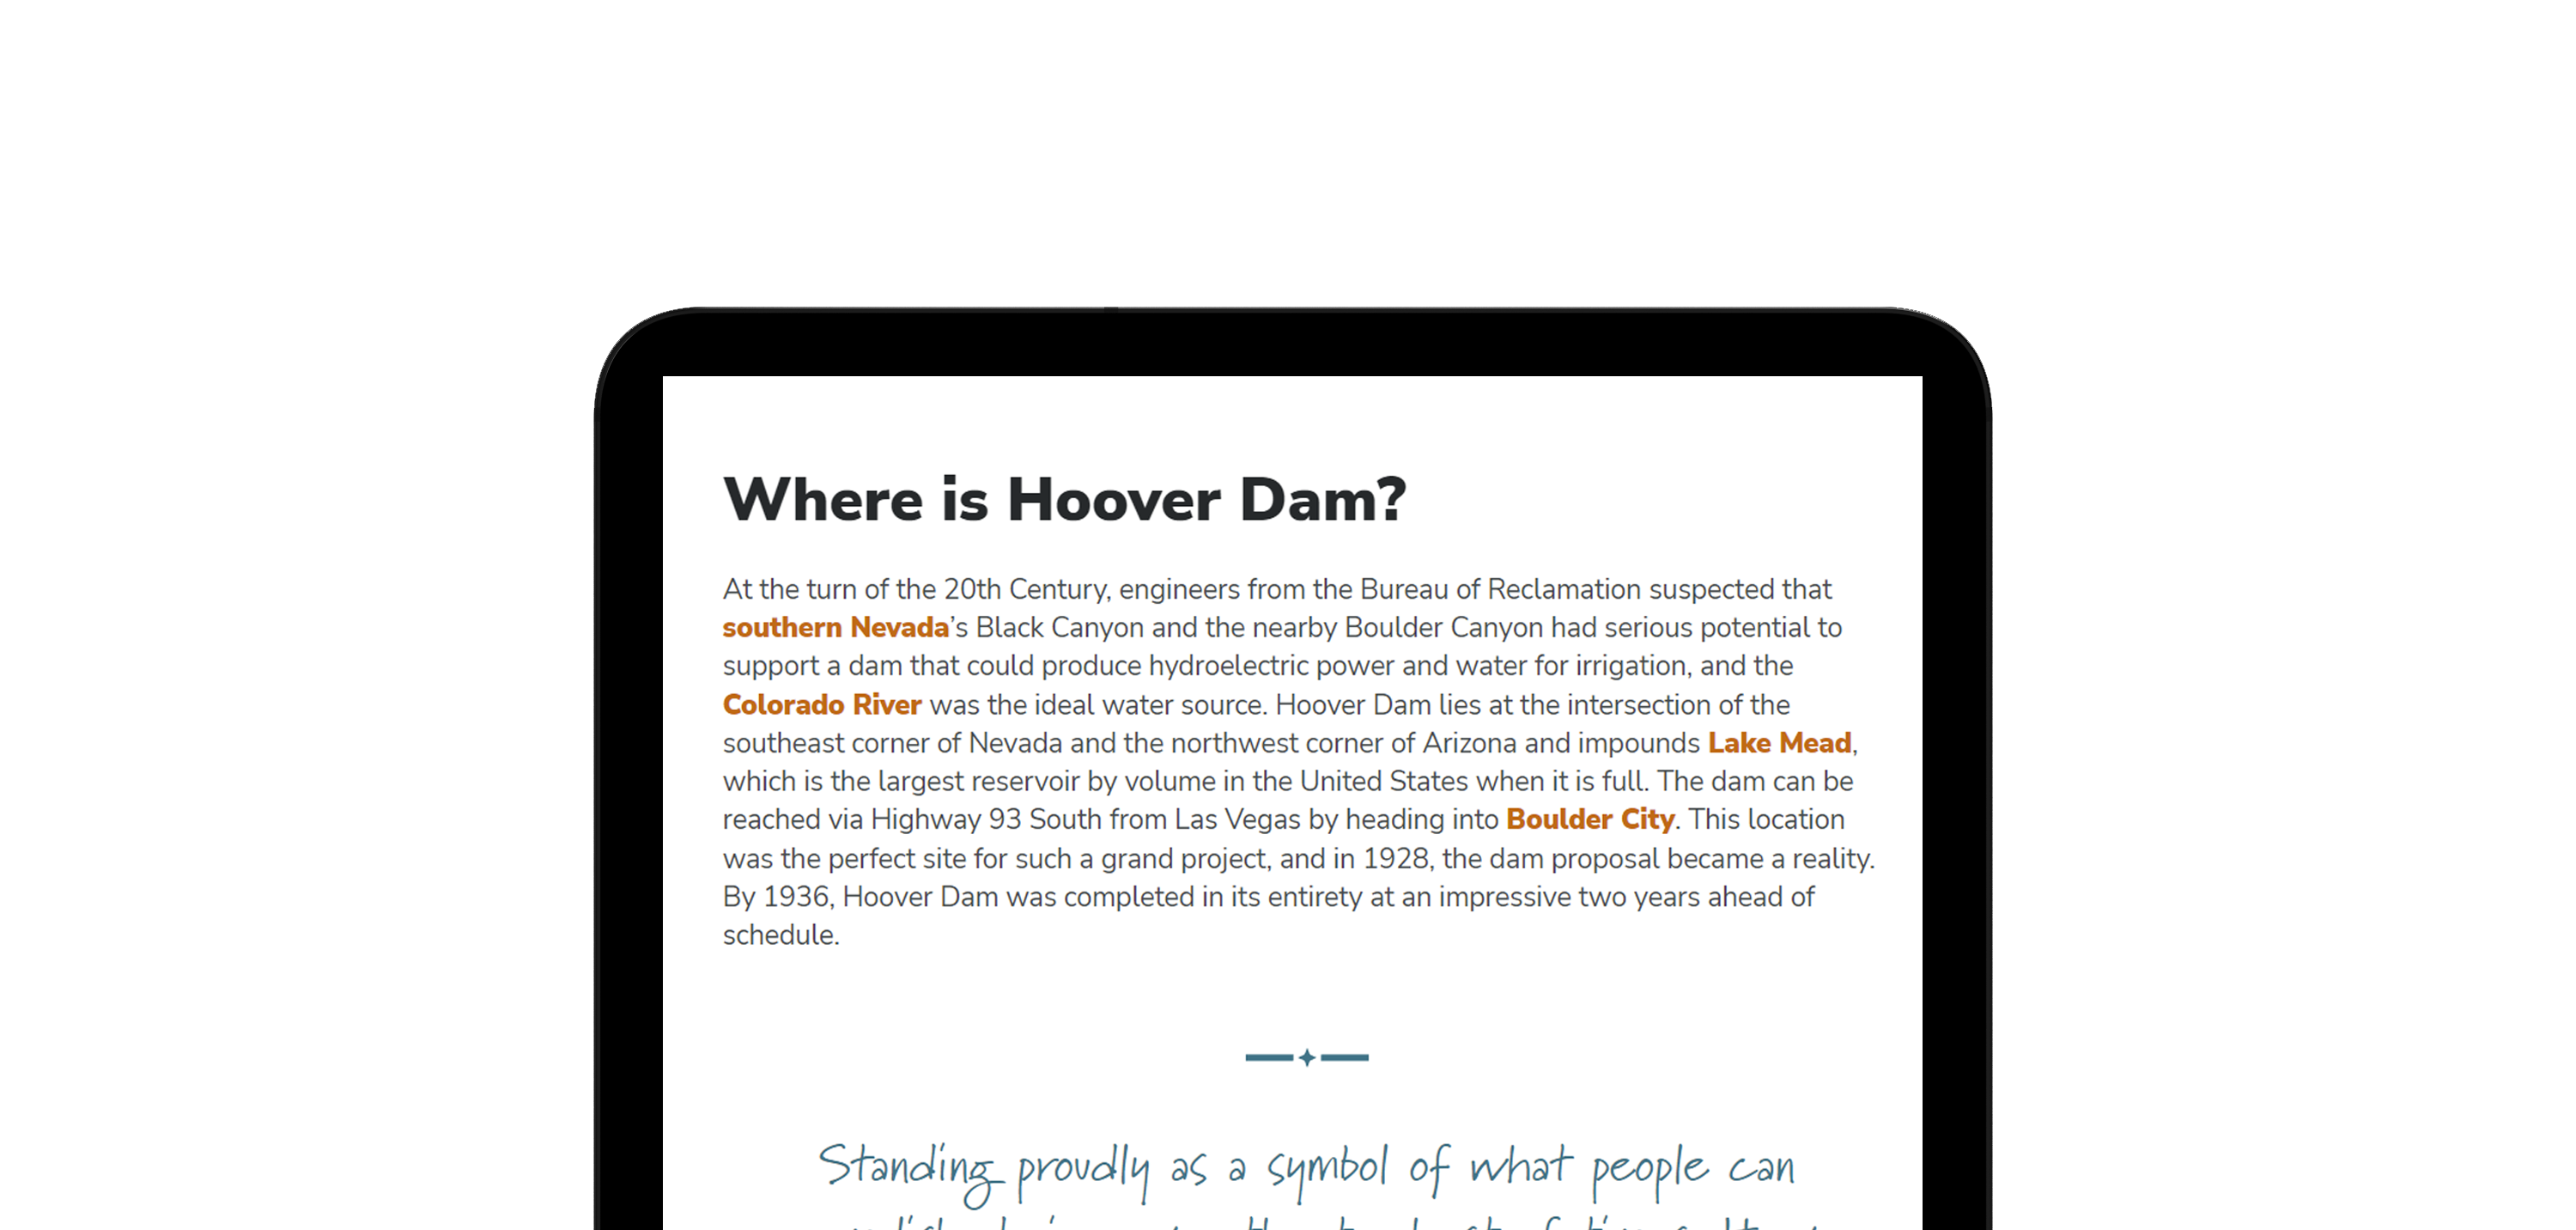 Where is Hoover Dam?
At the turn of the 20th Century, engineers from the Bureau of Reclamation suspected that
southern Nevada’s Black Canyon and the nearby Boulder Canyon had serious potential to
support a dam that could produce hydroelectric power and water for irrigation, and the
Colorado River was the ideal water source. Hoover Dam lies at the intersection of the
southeast corner of Nevada and the northwest corner of Arizona and impounds Lake Mead,
which is the largest reservoir by volume in the United States when it is full. The dam can be
reached via Highway 93 South from Las Vegas by heading into Boulder City. This location
was the perfect site for such a grand project, and in 1928, the dam proposal became a reality.
By 1936, Hoover Dam was completed in its entirety at an impressive two years ahead of
schedule.
Standing proudly as a symbol of what people can